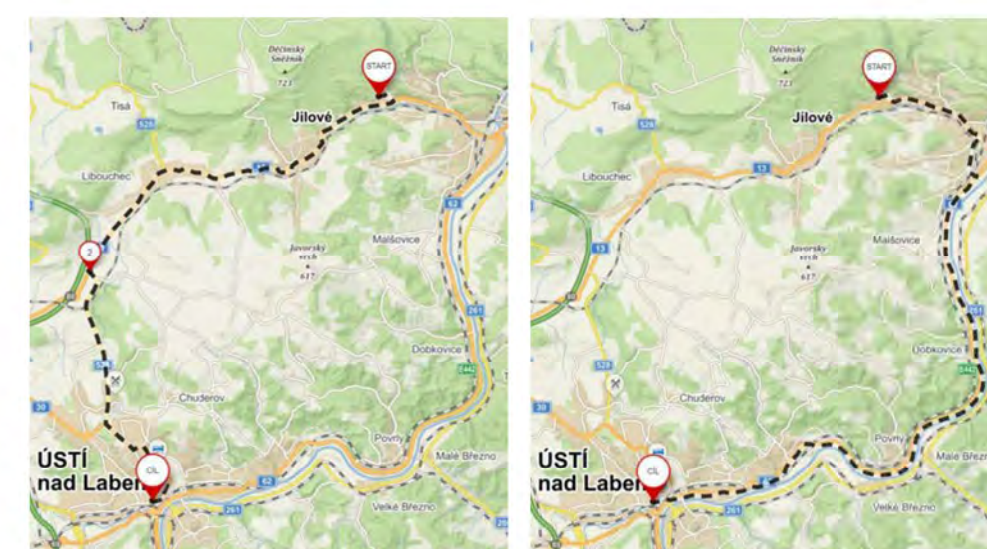 Děčínský
Sněžník
723
START
Tisá
Jilové
528
13
Libouchec
62
Malšovice
2
Javorský
vrch
617
261
Dobkovice
E442
Chuderov
30
ÚSTÍ
nad Labem
CÍL
Povrly
Malé Březno
62
261
Velké Březno
Děčínský
Sněžník
723
START
Tisá
Jilové
528
13
Libouchec
Malšovice
13
Javorský
vrch
617
261
Dobkovice
E442
528
Chuderov
30
ÚSTÍ
nad Labem
CÍL
Povrly
Malé Březno
261
Velké Březno